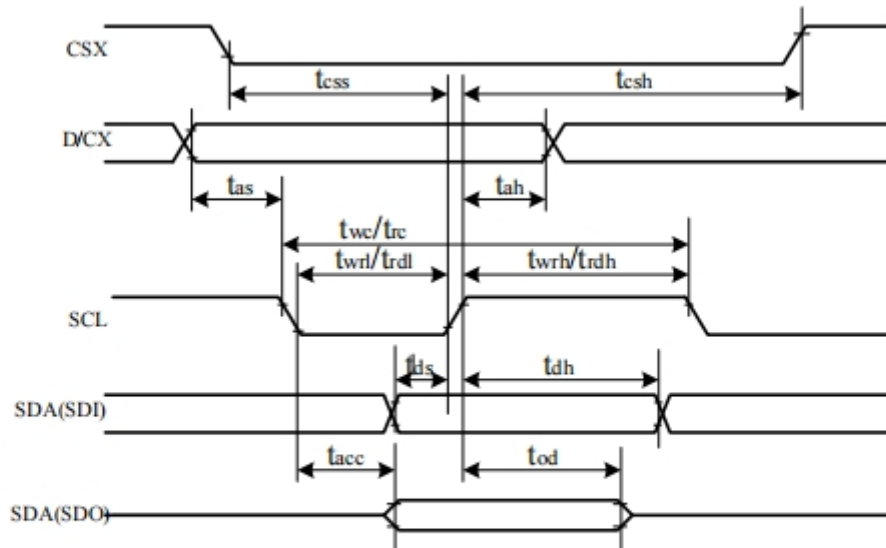 CSX
tcss
tcsh
D/CX
tas
tah
twc/trc
twrl/trdl
twrh/trdh
SCL
tds
tdh
SDA(SDI)
tacc
tod
SDA(SDO)